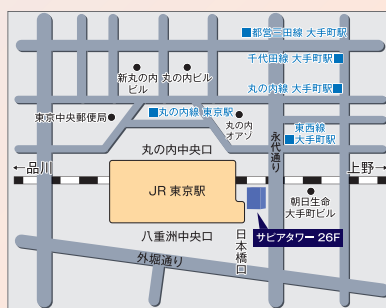 都営三田線 大手町駅
千代田線 大手町駅
新丸の内
ビル
丸の内ビル
丸の内線 大手町駅
丸の内線 東京駅
東京中央郵便局
丸の内
オアゾ
永代通り
東西線
大手町駅
丸の内中央口
←品川
上野→
JR 東京駅
朝日生命
大手町ビル
八重洲中央口
日本橋口
サピアタワー 26F
外堀通り